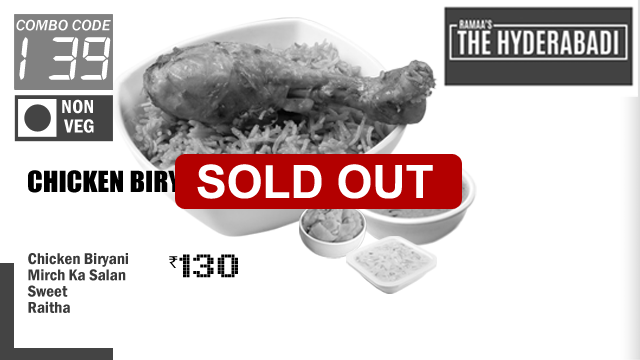 COMBO CODE
139
NON
VEG
RAMAA'S
THE HYDERABADI
CHICKEN BIRY
SOLD OUT
Chicken Biryani
Mirch Ka Salan
Sweet
Raitha
₹130